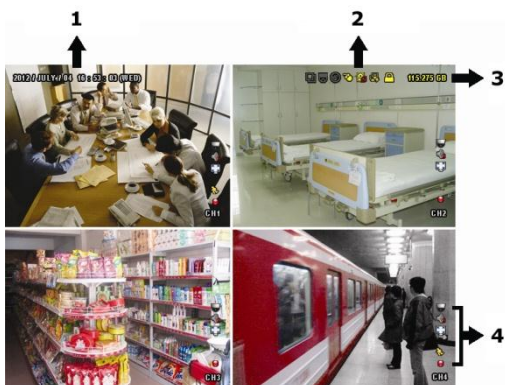 1
2
2012 / JULY / 04 16 : 53 : 03 (WED)
115.275 GB
3
CH1
CH2
4
CH3
CH4